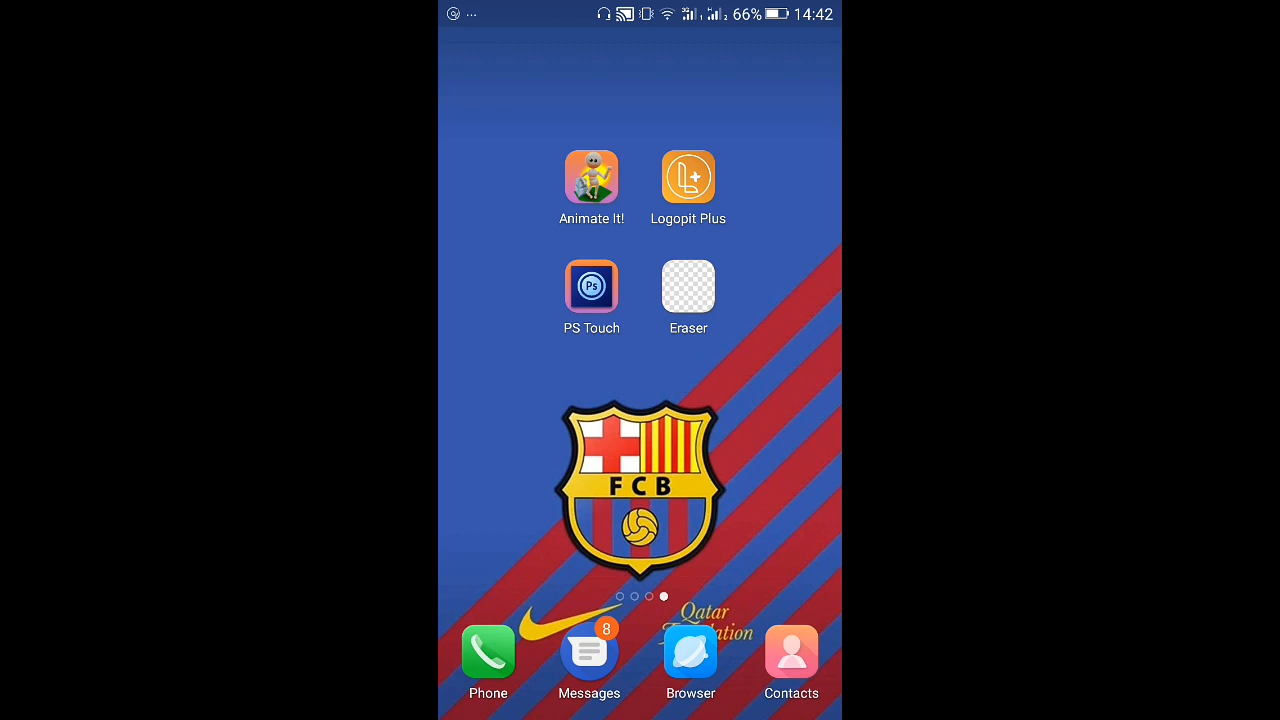 66% 14:42
Animate It! Logopit Plus
Ps
PS Touch Eraser
FCB
Qatar
8
Phone Messages Browser Contacts